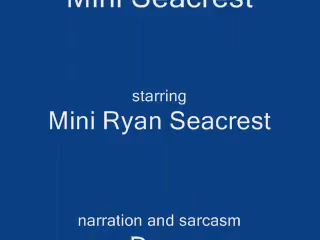 Mini Seacrest
starring
Mini Ryan Seacrest
narration and sarcasm